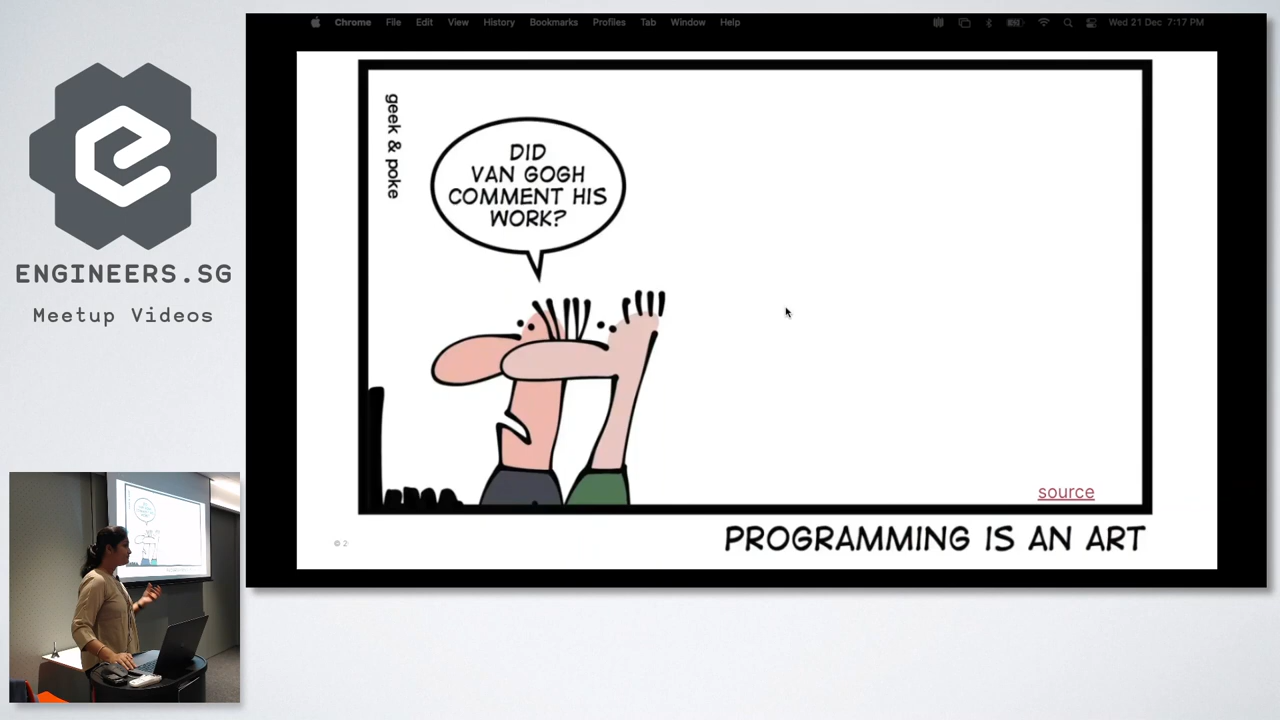 Chrome File Edit View History Bookmarks Profiles Tab Window Help
Wed 21 Dec 7:17 PM
ENGINEERS.SG
Meetup Videos
geek & poke
DID
VAN GOGH
COMMENT HIS
WORK?
source
© 2
PROGRAMMING IS AN ART